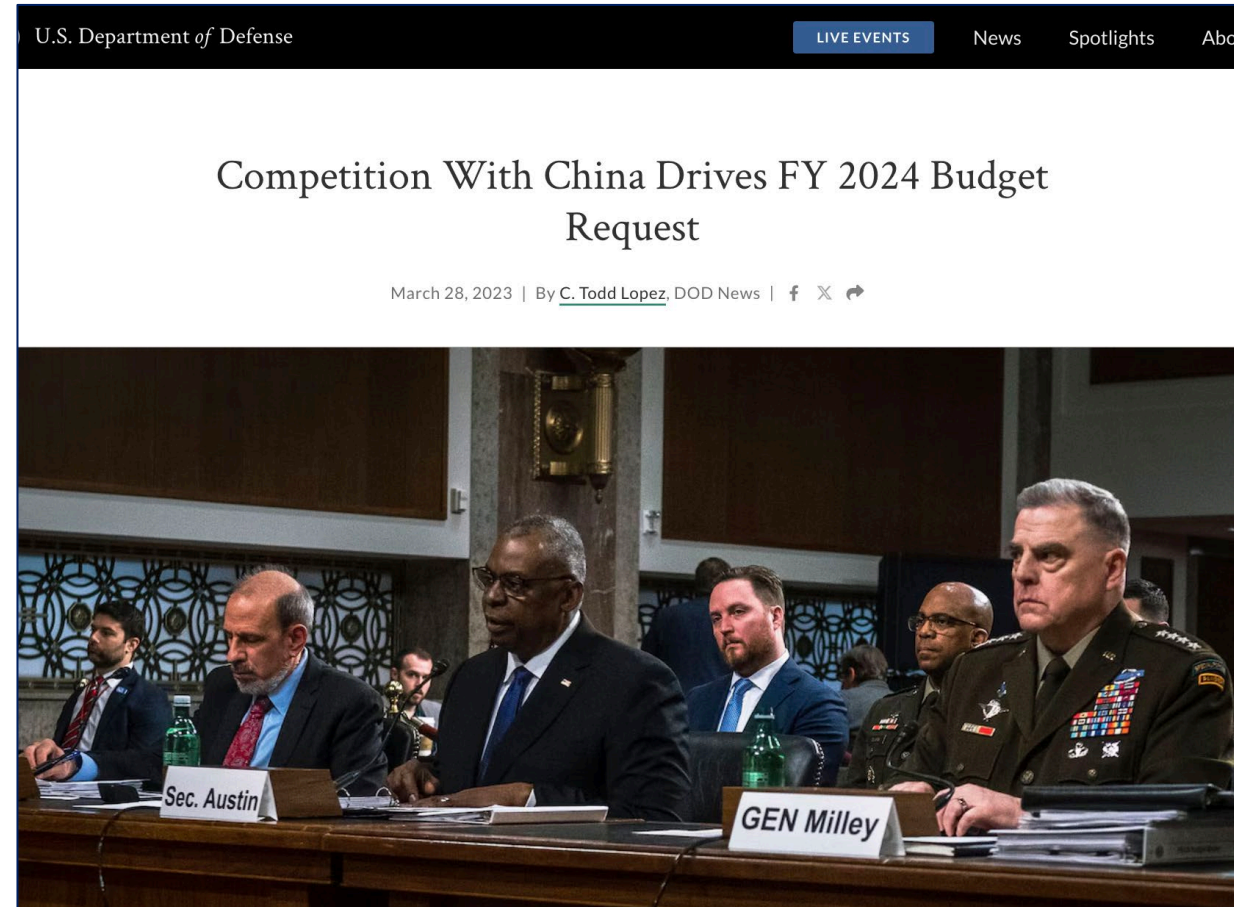 U.S. Department of Defense
LIVE EVENTS News Spotlights Abo
Competition With China Drives FY 2024 Budget
Request
March 28, 2023 | By C. Todd Lopez, DOD News |
Sec. Austin
GEN Milley